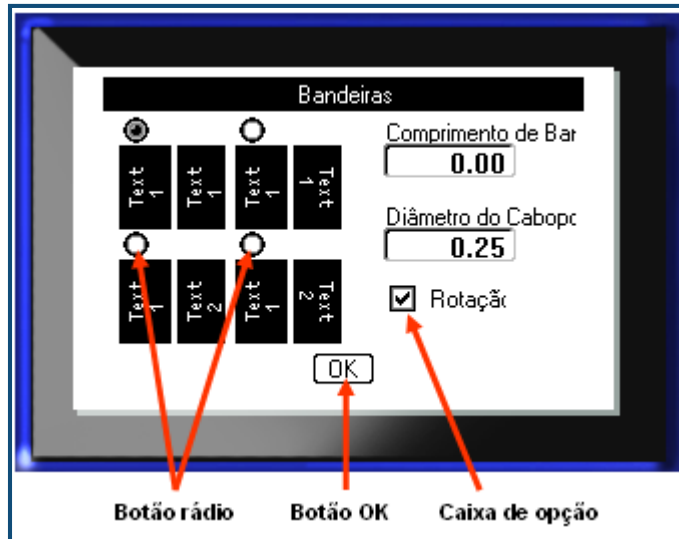 Bandeiras
Comprimento de Bar
0.00
Text 1
Text 1
Text 1
Text 1
Diâmetro do Cabopc
0.25
Text 1
Text 2
Text 1
Text 2
Rotaçãc
OK
Botão rádio
Botão OK
Caixa de opção